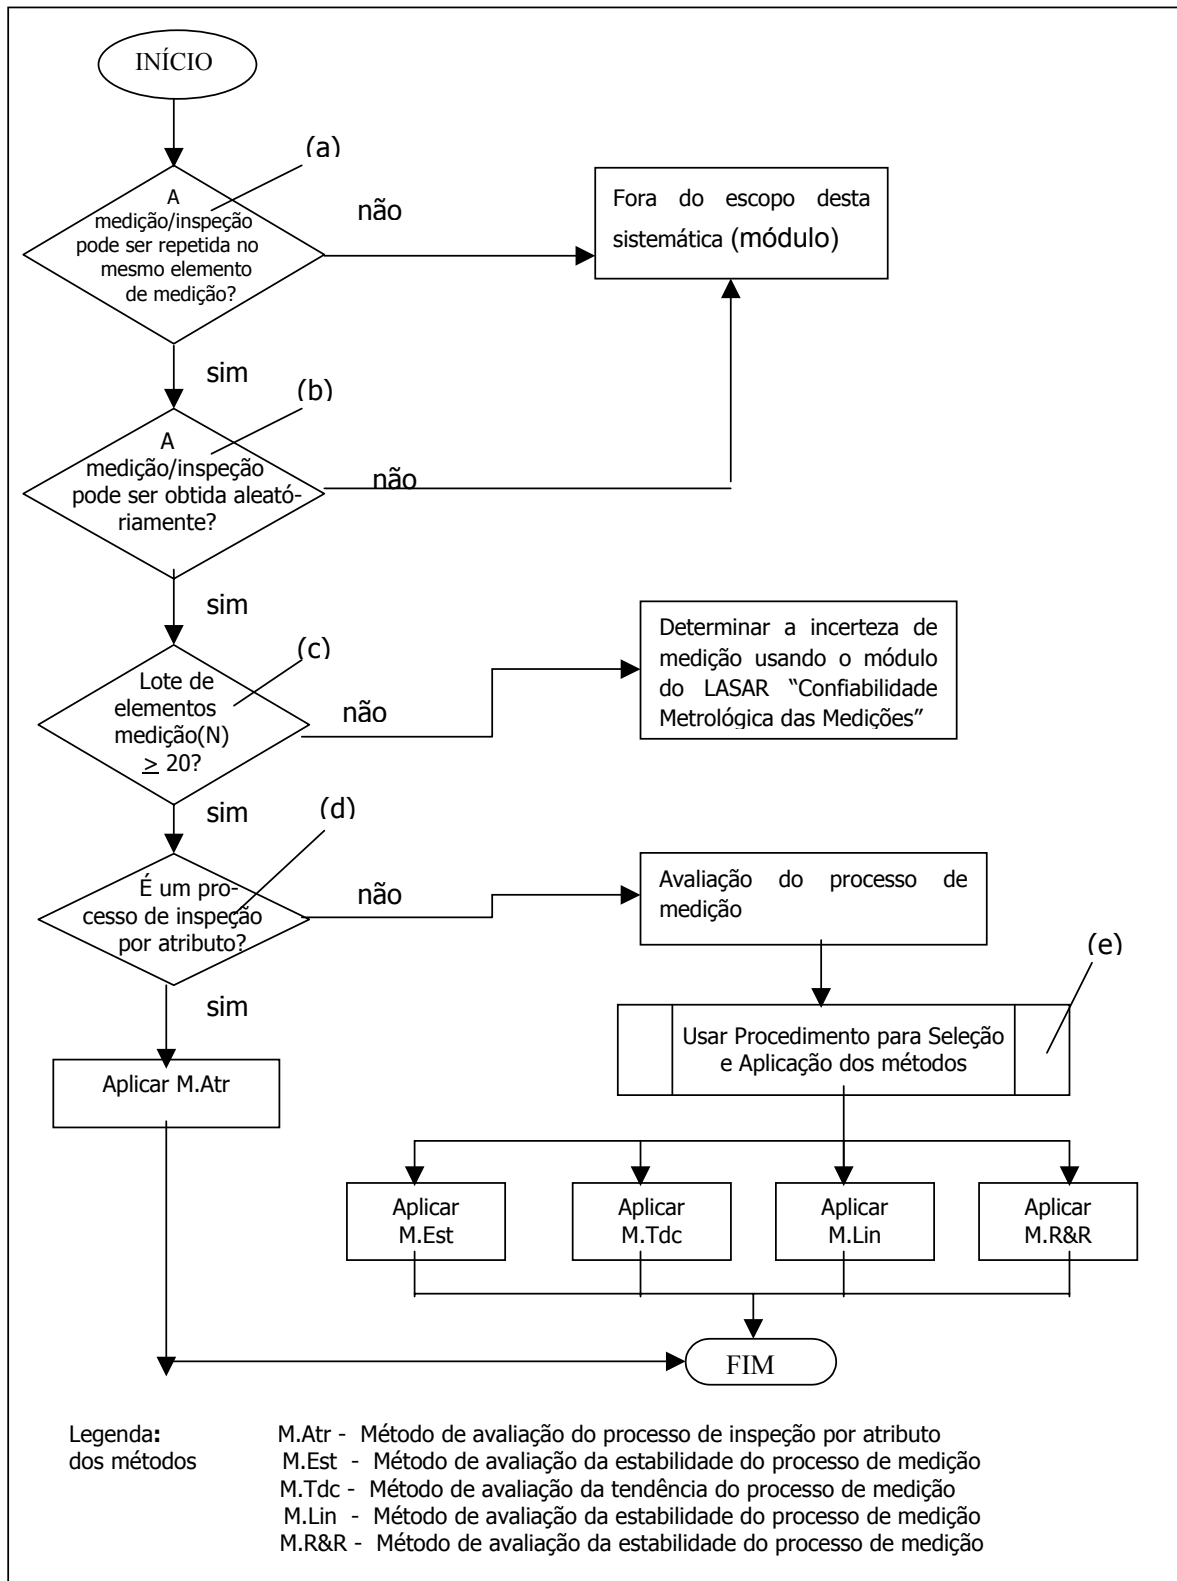 INÍCIO
(a)
A
medição/inspeção
pode ser repetida no
mesmo elemento
de medição?
não
Fora do escopo desta
sistemática (módulo)
sim
(b)
A
medição/inspeção
pode ser obtida aleató-
riamente?
não
sim
(c)
Lote de
elementos
medição(N)
≥ 20?
não
Determinar a incerteza de
medição usando o módulo
do LASAR “Confiabilidade
Metrológica das Medições”
sim
(d)
É um pro-
cesso de inspeção
por atributo?
não
Avaliação do processo de
medição
(e)
sim
Usar Procedimento para Seleção
e Aplicação dos métodos
Aplicar M.Atr
Aplicar
M.Est
Aplicar
M.Tdc
Aplicar
M.Lin
Aplicar
M.R&R
FIM
Legenda:
dos métodos
M.Atr - Método de avaliação do processo de inspeção por atributo
M.Est - Método de avaliação da estabilidade do processo de medição
M.Tdc - Método de avaliação da tendência do processo de medição
M.Lin - Método de avaliação da estabilidade do processo de medição
M.R&R - Método de avaliação da estabilidade do processo de medição